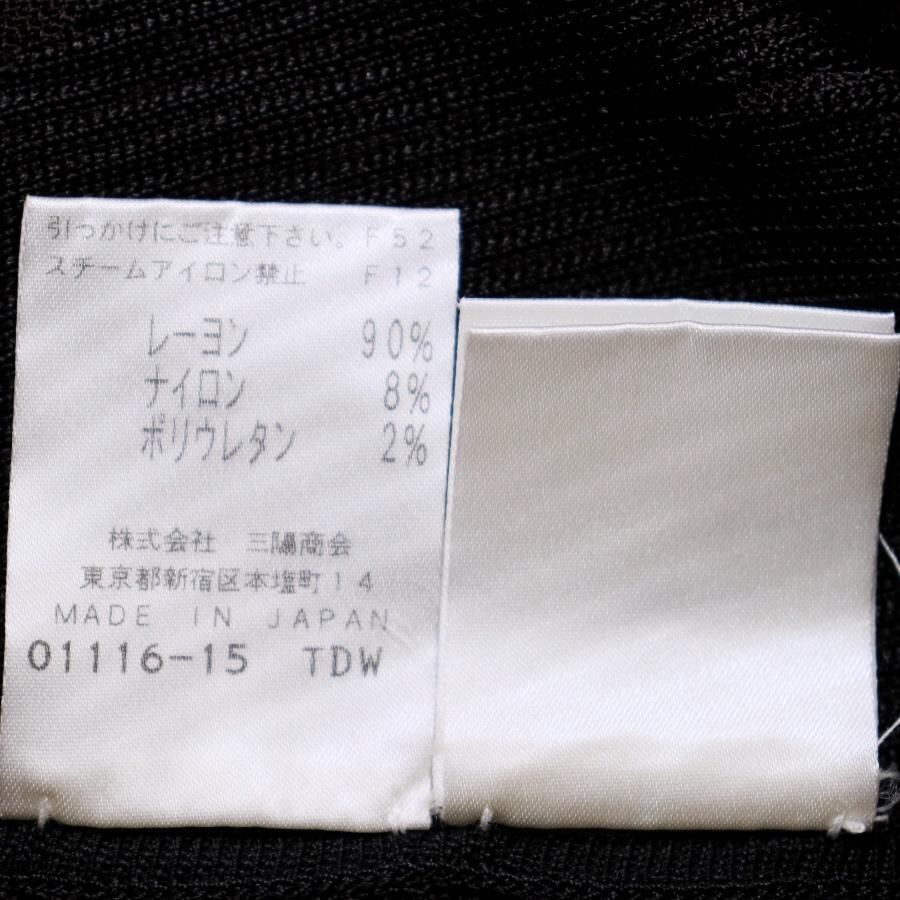 引っかけにご注意下さい。F52
スチームアイロン禁止 F12
レーヨン 90%
ナイロン 8%
ポリウレタン 2%
株式会社 三陽商会
東京都新宿区本塩町14
MADE IN JAPAN
01116-15 TDW